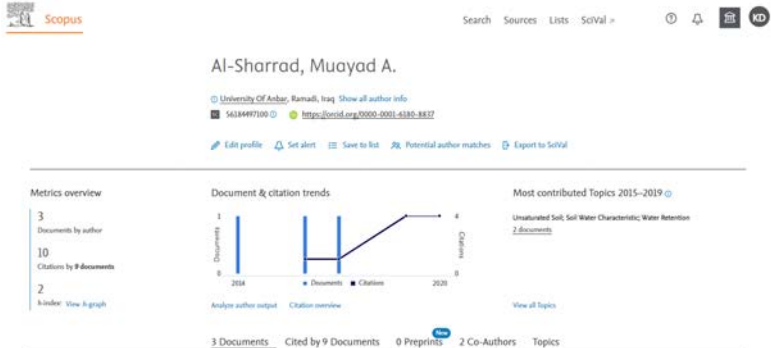 Scopus
Search Sources Lists SciVal
KD
Al-Sharrad, Muayad A.
University Of Anbar, Ramadi, Iraq Show all author info
56184497100 https://orcid.org/0000-0001-6180-8837
Edit profile Set alert Save to list Potential author matches Export to SciVal
Metrics overview
3
Documents by author
10
Citations by 9 documents
2
h-index: View h-graph
Document & citation trends
1
0
Documents
4
0
Citations
2014 Documents Citations 2020
Analyze author output Citation overview
Most contributed Topics 2015–2019
Unsaturated Soil; Soil Water Characteristic; Water Retention
2 documents
View all Topics
New
3 Documents Cited by 9 Documents 0 Preprints 2 Co-Authors Topics